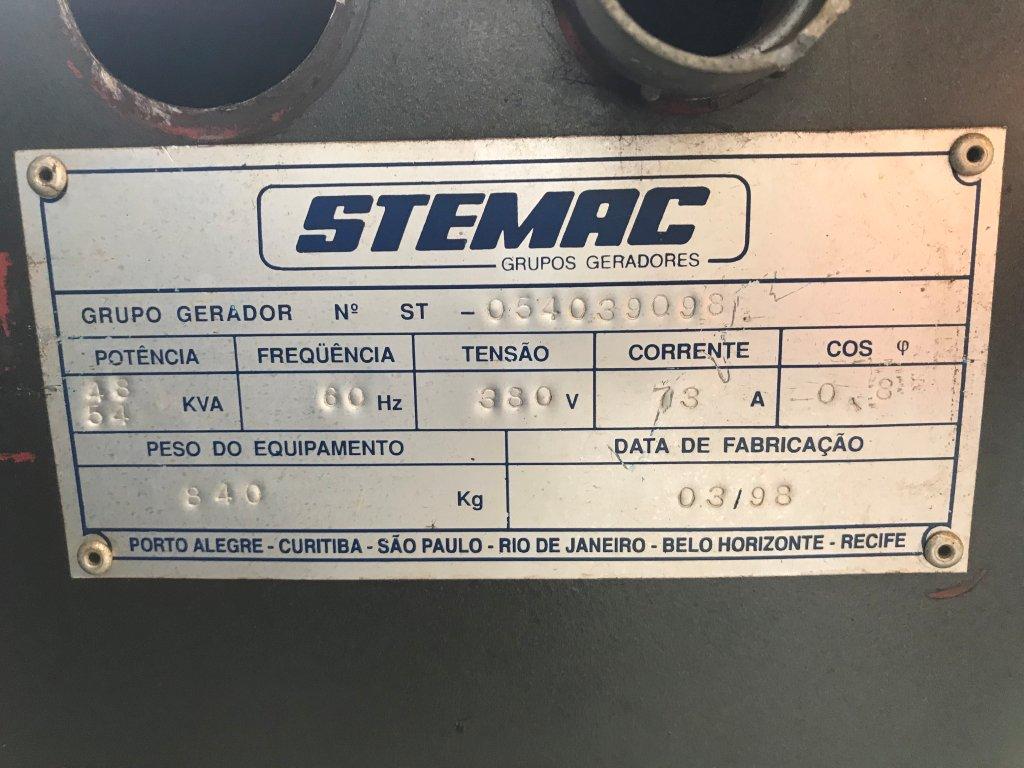 STEMAC
GRUPOS GERADORES
GRUPO GERADOR Nº ST - 054039098
POTÊNCIA FREQÜÊNCIA TENSÃO CORRENTE COS φ
48
54 KVA 60 Hz 380 V 73 A 0.8
PESO DO EQUIPAMENTO DATA DE FABRICAÇÃO
840 Kg 03/98
PORTO ALEGRE - CURITIBA - SÃO PAULO - RIO DE JANEIRO - BELO HORIZONTE - RECIFE